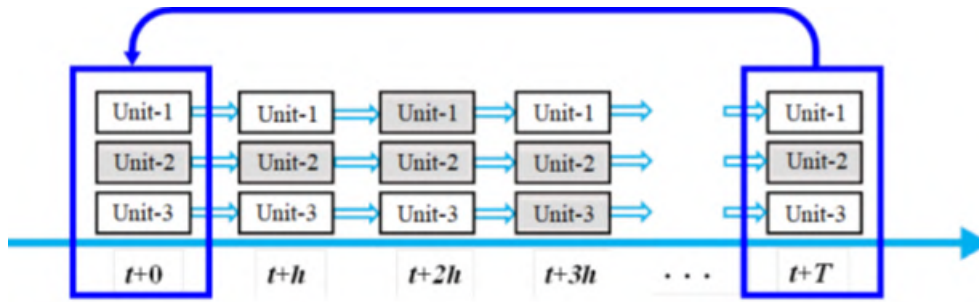 Unit-1 Unit-1 Unit-1 Unit-1 Unit-1
Unit-2 Unit-2 Unit-2 Unit-2 Unit-2
Unit-3 Unit-3 Unit-3 Unit-3 Unit-3
t+0 t+h t+2h t+3h . . . t+T